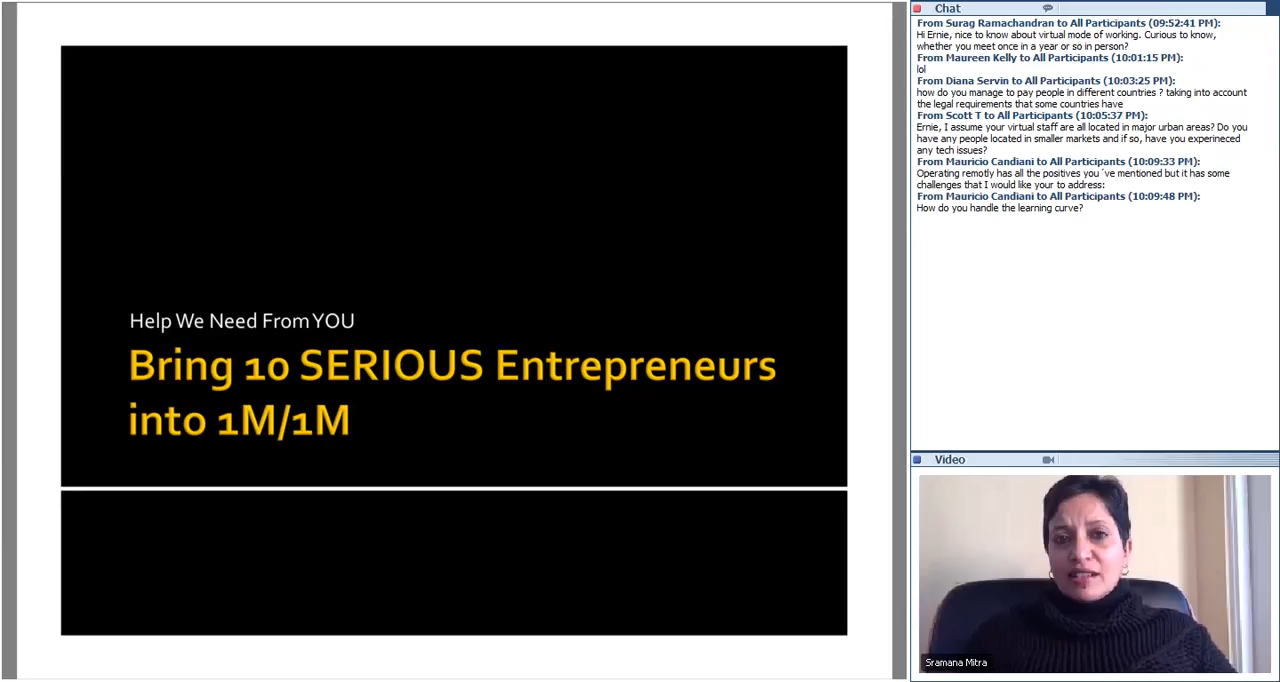 Help We Need From YOU
Bring 10 SERIOUS Entrepreneurs
into 1M/1M
Chat
From Surag Ramachandran to All Participants (09:52:41 PM):
Hi Ernie, nice to know about virtual mode of working. Curious to know,
whether you meet once in a year or so in person?
From Maureen Kelly to All Participants (10:01:15 PM):
lol
From Diana Servin to All Participants (10:03:25 PM):
how do you manage to pay people in different countries ? taking into account
the legal requirements that some countries have
From Scott T to All Participants (10:05:37 PM):
Ernie, I assume your virtual staff are all located in major urban areas? Do you
have any people located in smaller markets and if so, have you experineced
any tech issues?
From Mauricio Candiani to All Participants (10:09:33 PM):
Operating remotly has all the positives you´ve mentioned but it has some
challenges that I would like your to address:
From Mauricio Candiani to All Participants (10:09:48 PM):
How do you handle the learning curve?
Video
Sramana Mitra